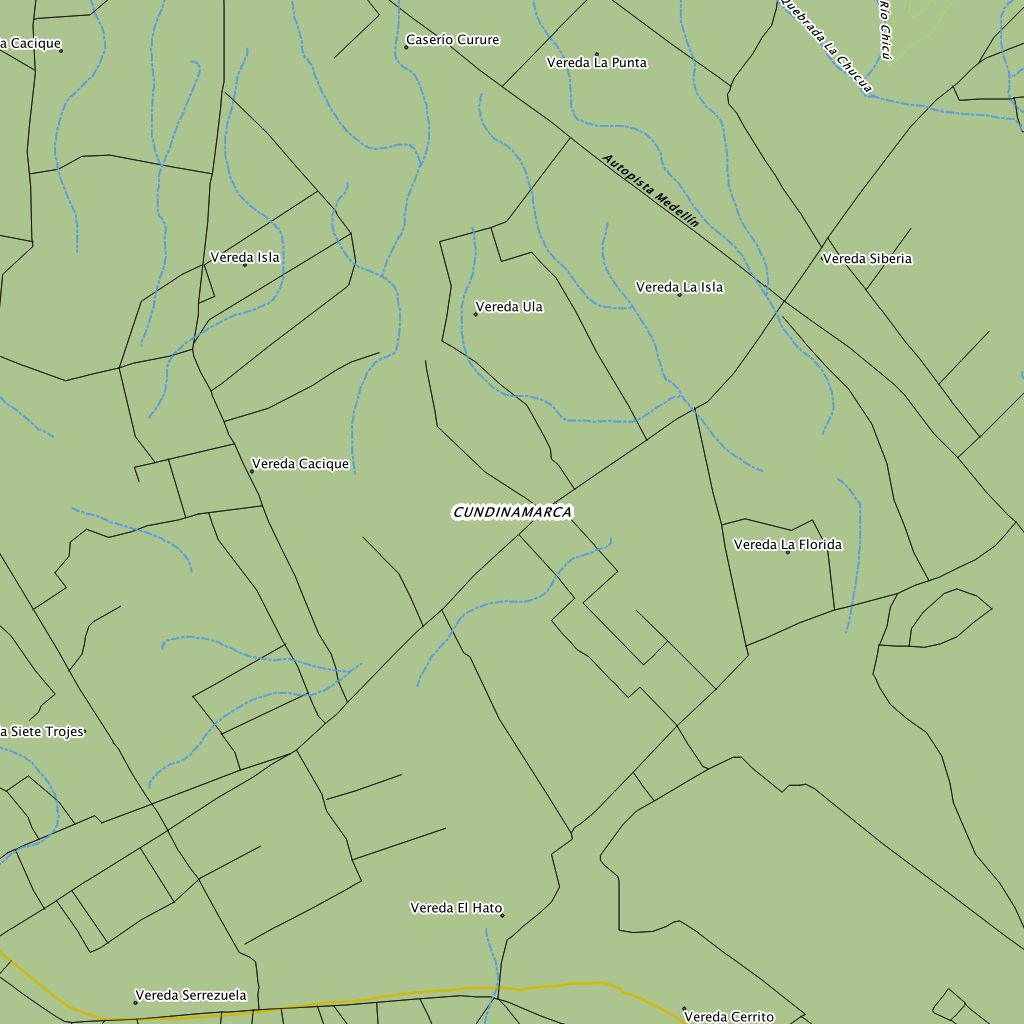 Quebrada La Chucua
Río Chicú
a Cacique
Caserío Curure
Vereda La Punta
Autopista Medellín
Vereda Isla
Vereda Siberia
Vereda La Isla
Vereda Ula
Vereda Cacique
CUNDINAMARCA
Vereda La Florida
a Siete Trojes
Vereda El Hato
Vereda Serrezuela
Vereda Cerrito